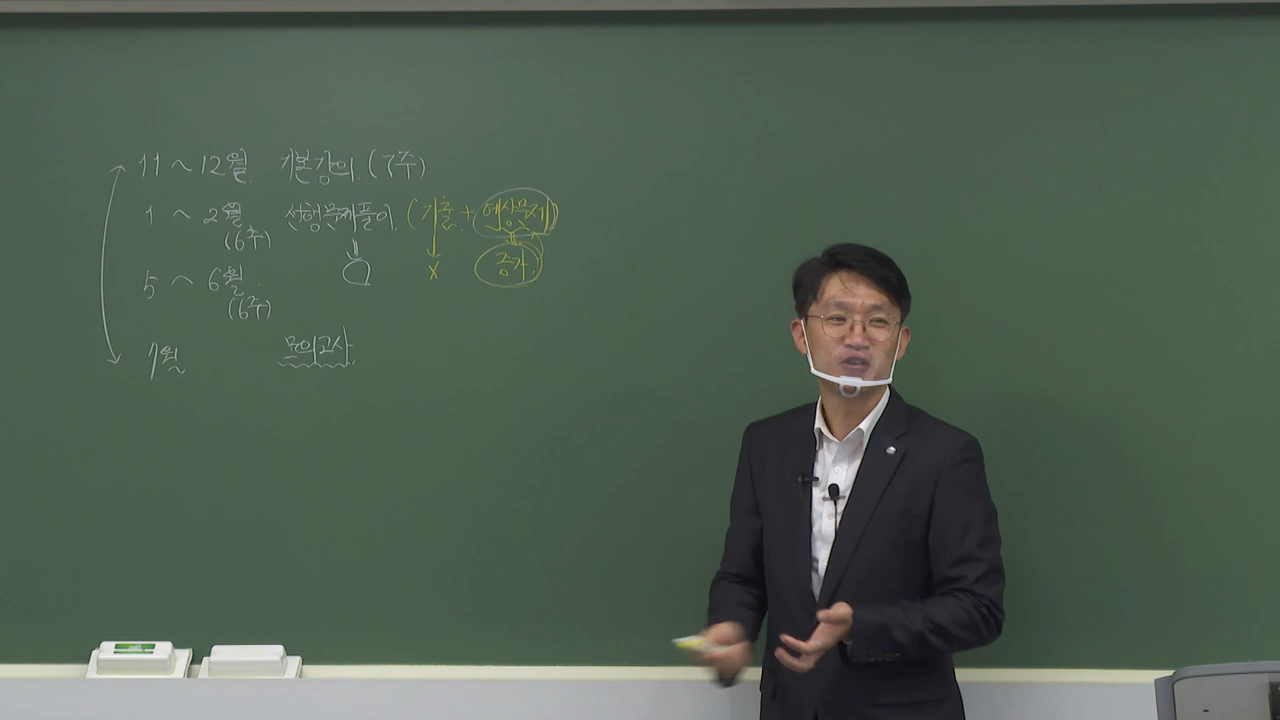 11 ~ 12월 기본강의 (7주)
1 ~ 2월 선행문제풀이 (기출 + 예상문제)
(6주)
x 증가
5 ~ 6월
(6주)
7월 모의고사